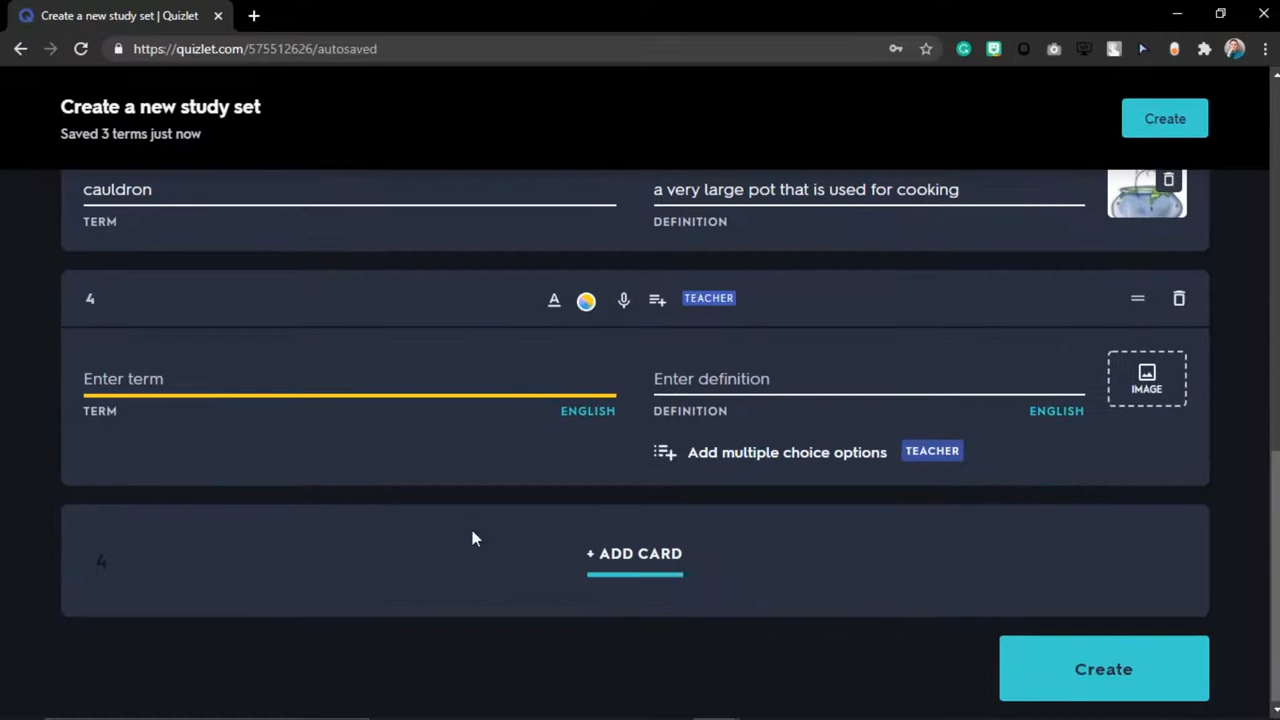 Create a new study set | Quizlet
https://quizlet.com/575512626/autosaved
Create a new study set
Saved 3 terms just now
Create
cauldron
a very large pot that is used for cooking
TERM
DEFINITION
4
TEACHER
Enter term
Enter definition
IMAGE
TERM
ENGLISH
DEFINITION
ENGLISH
Add multiple choice options
TEACHER
4
+ ADD CARD
Create